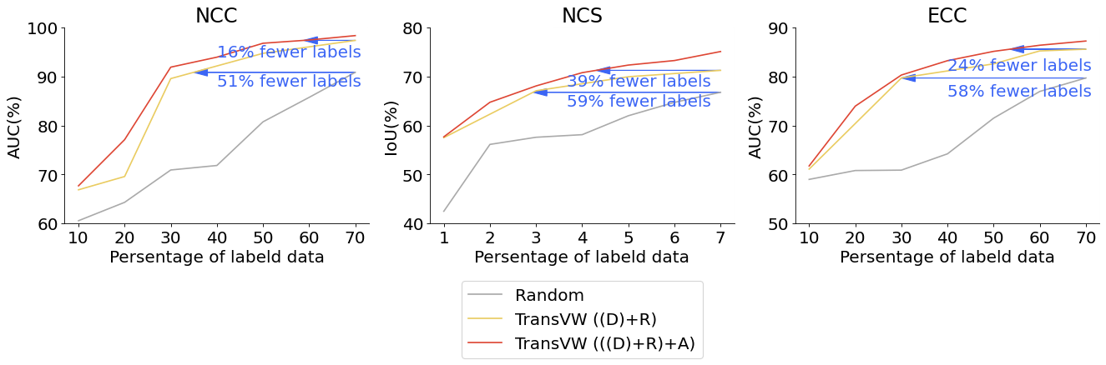 NCC
AUC(%)
100
90
80
70
60
16% fewer labels
51% fewer labels
10 20 30 40 50 60 70
Persentage of labeld data
NCS
IoU(%)
80
70
60
50
40
39% fewer labels
59% fewer labels
1 2 3 4 5 6 7
Persentage of labeld data
ECC
AUC(%)
90
80
70
60
50
24% fewer labels
58% fewer labels
10 20 30 40 50 60 70
Persentage of labeld data
Random
TransVW ((D)+R)
TransVW (((D)+R)+A)